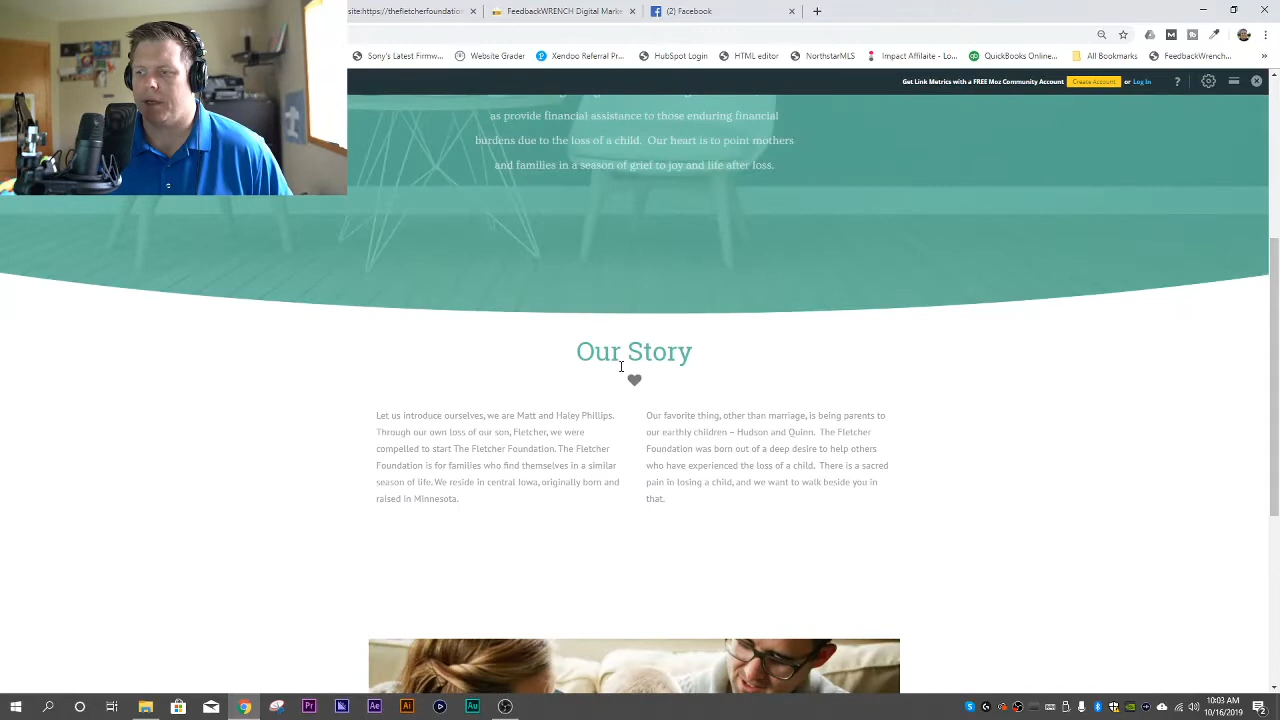 Sony's Latest Firmw...
Website Grader
Xendoo Referral Pro...
HubSpot Login
HTML editor
NorthstarMLS
Impact Affiliate - ...
QuickBooks Online
All Bookmarks
FeedbackWrench...
FeedbackWRENCH Passwo
(2) Facebook
Get Link Metrics with a FREE Moz Community Account
Create Account
or Log In
as provide financial assistance to those enduring financial
burdens due to the loss of a child. Our heart is to point mothers
and families in a season of grief to joy and life after loss.
Our Story
Let us introduce ourselves, we are Matt and Haley Phillips.
Through our own loss of our son, Fletcher, we were
compelled to start The Fletcher Foundation. The Fletcher
Foundation is for families who find themselves in a similar
season of life. We reside in central Iowa, originally born and
raised in Minnesota.
Our favorite thing, other than marriage, is being parents to
our earthly children – Hudson and Quinn. The Fletcher
Foundation was born out of a deep desire to help others
who have experienced the loss of a child. There is a sacred
pain in losing a child, and we want to walk beside you in
that.
Pr
Ae
Ai
Au
10:03 AM
10/16/2019